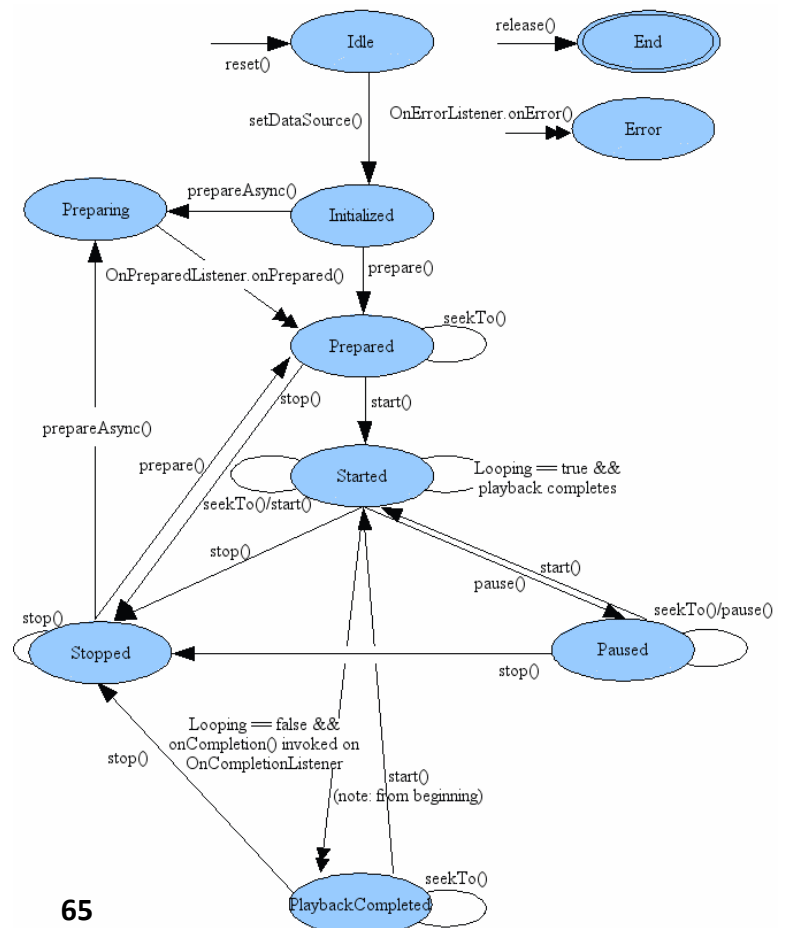 Idle
reset()
release()
End
setDataSource()
OnErrorListener.onError()
Error
Preparing
prepareAsync()
Initialized
OnPreparedListener.onPrepared()
prepare()
Prepared
seekTo()
stop()
start()
prepareAsync()
prepare()
Started
Looping == true &&
playback completes
seekTo()/start()
stop()
start()
pause()
stop()
Stopped
seekTo()/pause()
Paused
stop()
Looping == false &&
onCompletion() invoked on
OnCompletionListener
stop()
start()
(note: from beginning)
PlaybackCompleted
seekTo()
65